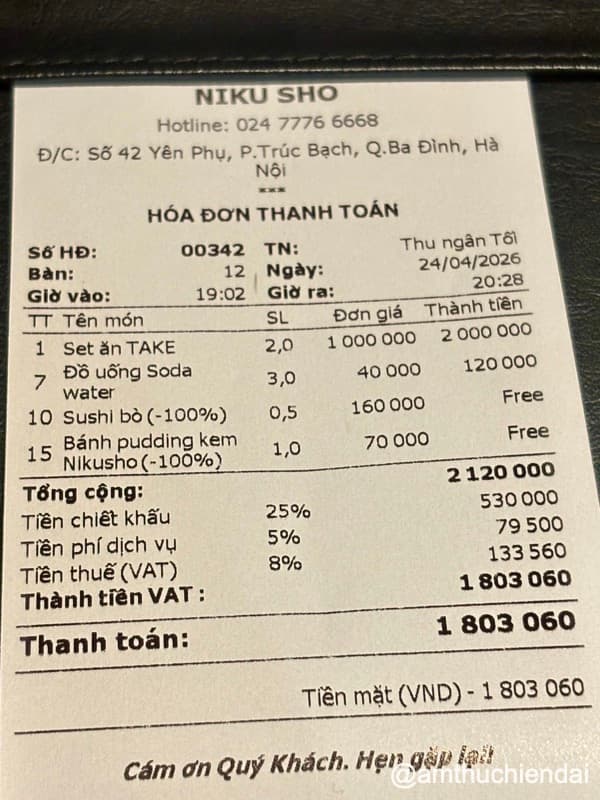 NIKU SHO
Hotline: 024 7776 6668
Đ/C: Số 42 Yên Phụ, P.Trúc Bạch, Q.Ba Đình, Hà
Nội
***
HÓA ĐƠN THANH TOÁN
Số HĐ: 00342 TN: Thu ngân Tối
Bàn: 12 Ngày: 24/04/2026
Giờ vào: 19:02 Giờ ra: 20:28
TT Tên món SL Đơn giá Thành tiền
1 Set ăn TAKE 2,0 1 000 000 2 000 000
7 Đồ uống Soda water 3,0 40 000 120 000
10 Sushi bò (-100%) 0,5 160 000 Free
15 Bánh pudding kem Nikusho (-100%) 1,0 70 000 Free
Tổng cộng: 2 120 000
Tiền chiết khấu 25% 530 000
Tiền phí dịch vụ 5% 79 500
Tiền thuế (VAT) 8% 133 560
Thành tiền VAT : 1 803 060
Thanh toán: 1 803 060
Tiền mặt (VND) - 1 803 060
Cám ơn Quý Khách. Hẹn gặp lại!
@amthuchiendai